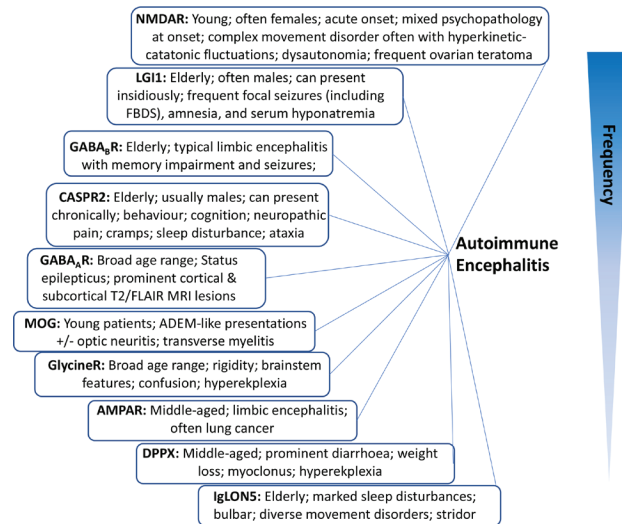 NMDAR: Young; often females; acute onset; mixed psychopathology
at onset; complex movement disorder often with hyperkinetic-
catatonic fluctuations; dysautonomia; frequent ovarian teratoma
LGI1: Elderly; often males; can present
insidiously; frequent focal seizures (including
FBDS), amnesia, and serum hyponatremia
GABABR: Elderly; typical limbic encephalitis
with memory impairment and seizures;
CASPR2: Elderly; usually males; can present
chronically; behaviour; cognition; neuropathic
pain; cramps; sleep disturbance; ataxia
GABAAR: Broad age range; Status
epilepticus; prominent cortical &
subcortical T2/FLAIR MRI lesions
MOG: Young patients; ADEM-like presentations
+/- optic neuritis; transverse myelitis
GlycineR: Broad age range; rigidity; brainstem
features; confusion; hyperekplexia
AMPAR: Middle-aged; limbic encephalitis;
often lung cancer
DPPX: Middle-aged; prominent diarrhoea; weight
loss; myoclonus; hyperekplexia
IgLON5: Elderly; marked sleep disturbances;
bulbar; diverse movement disorders; stridor
Autoimmune
Encephalitis
Frequency